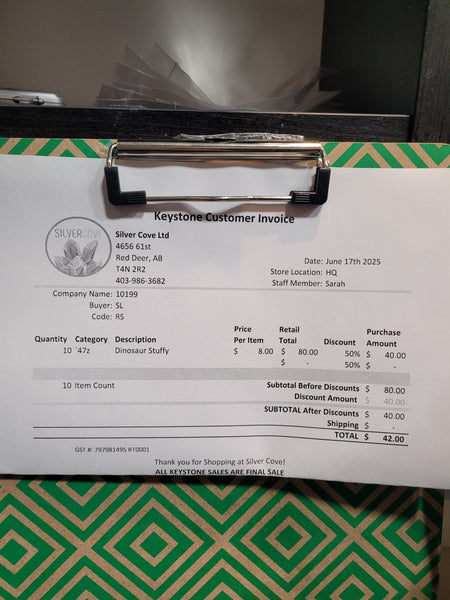 Keystone Customer Invoice
SILVERCOVE
Silver Cove Ltd
4656 61st
Red Deer, AB
T4N 2R2
403-986-3682
Date: June 17th 2025
Store Location: HQ
Staff Member: Sarah
Company Name: 10199
Buyer: SL
Code: RS
Quantity Category Description Price Per Item Retail Total Discount Purchase Amount
10 '47z Dinosaur Stuffy $ 8.00 $ 80.00 50% $ 40.00
$ - 50% $ -
10 Item Count
Subtotal Before Discounts $ 80.00
Discount Amount $ 40.00
SUBTOTAL After Discounts $ 40.00
Shipping $ -
TOTAL $ 42.00
GST #: 797981495 RT0001
Thank you for Shopping at Silver Cove!
ALL KEYSTONE SALES ARE FINAL SALE